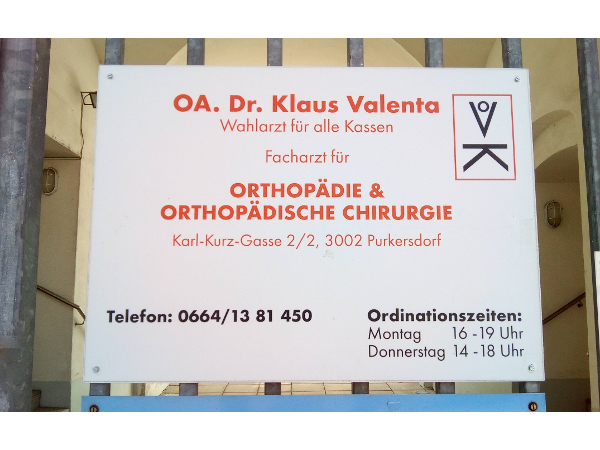 OA. Dr. Klaus Valenta
Wahlarzt für alle Kassen
Facharzt für
ORTHOPÄDIE &
ORTHOPÄDISCHE CHIRURGIE
Karl-Kurz-Gasse 2/2, 3002 Purkersdorf
Telefon: 0664/13 81 450
Ordinationszeiten:
Montag 16 -19 Uhr
Donnerstag 14 -18 Uhr
VK